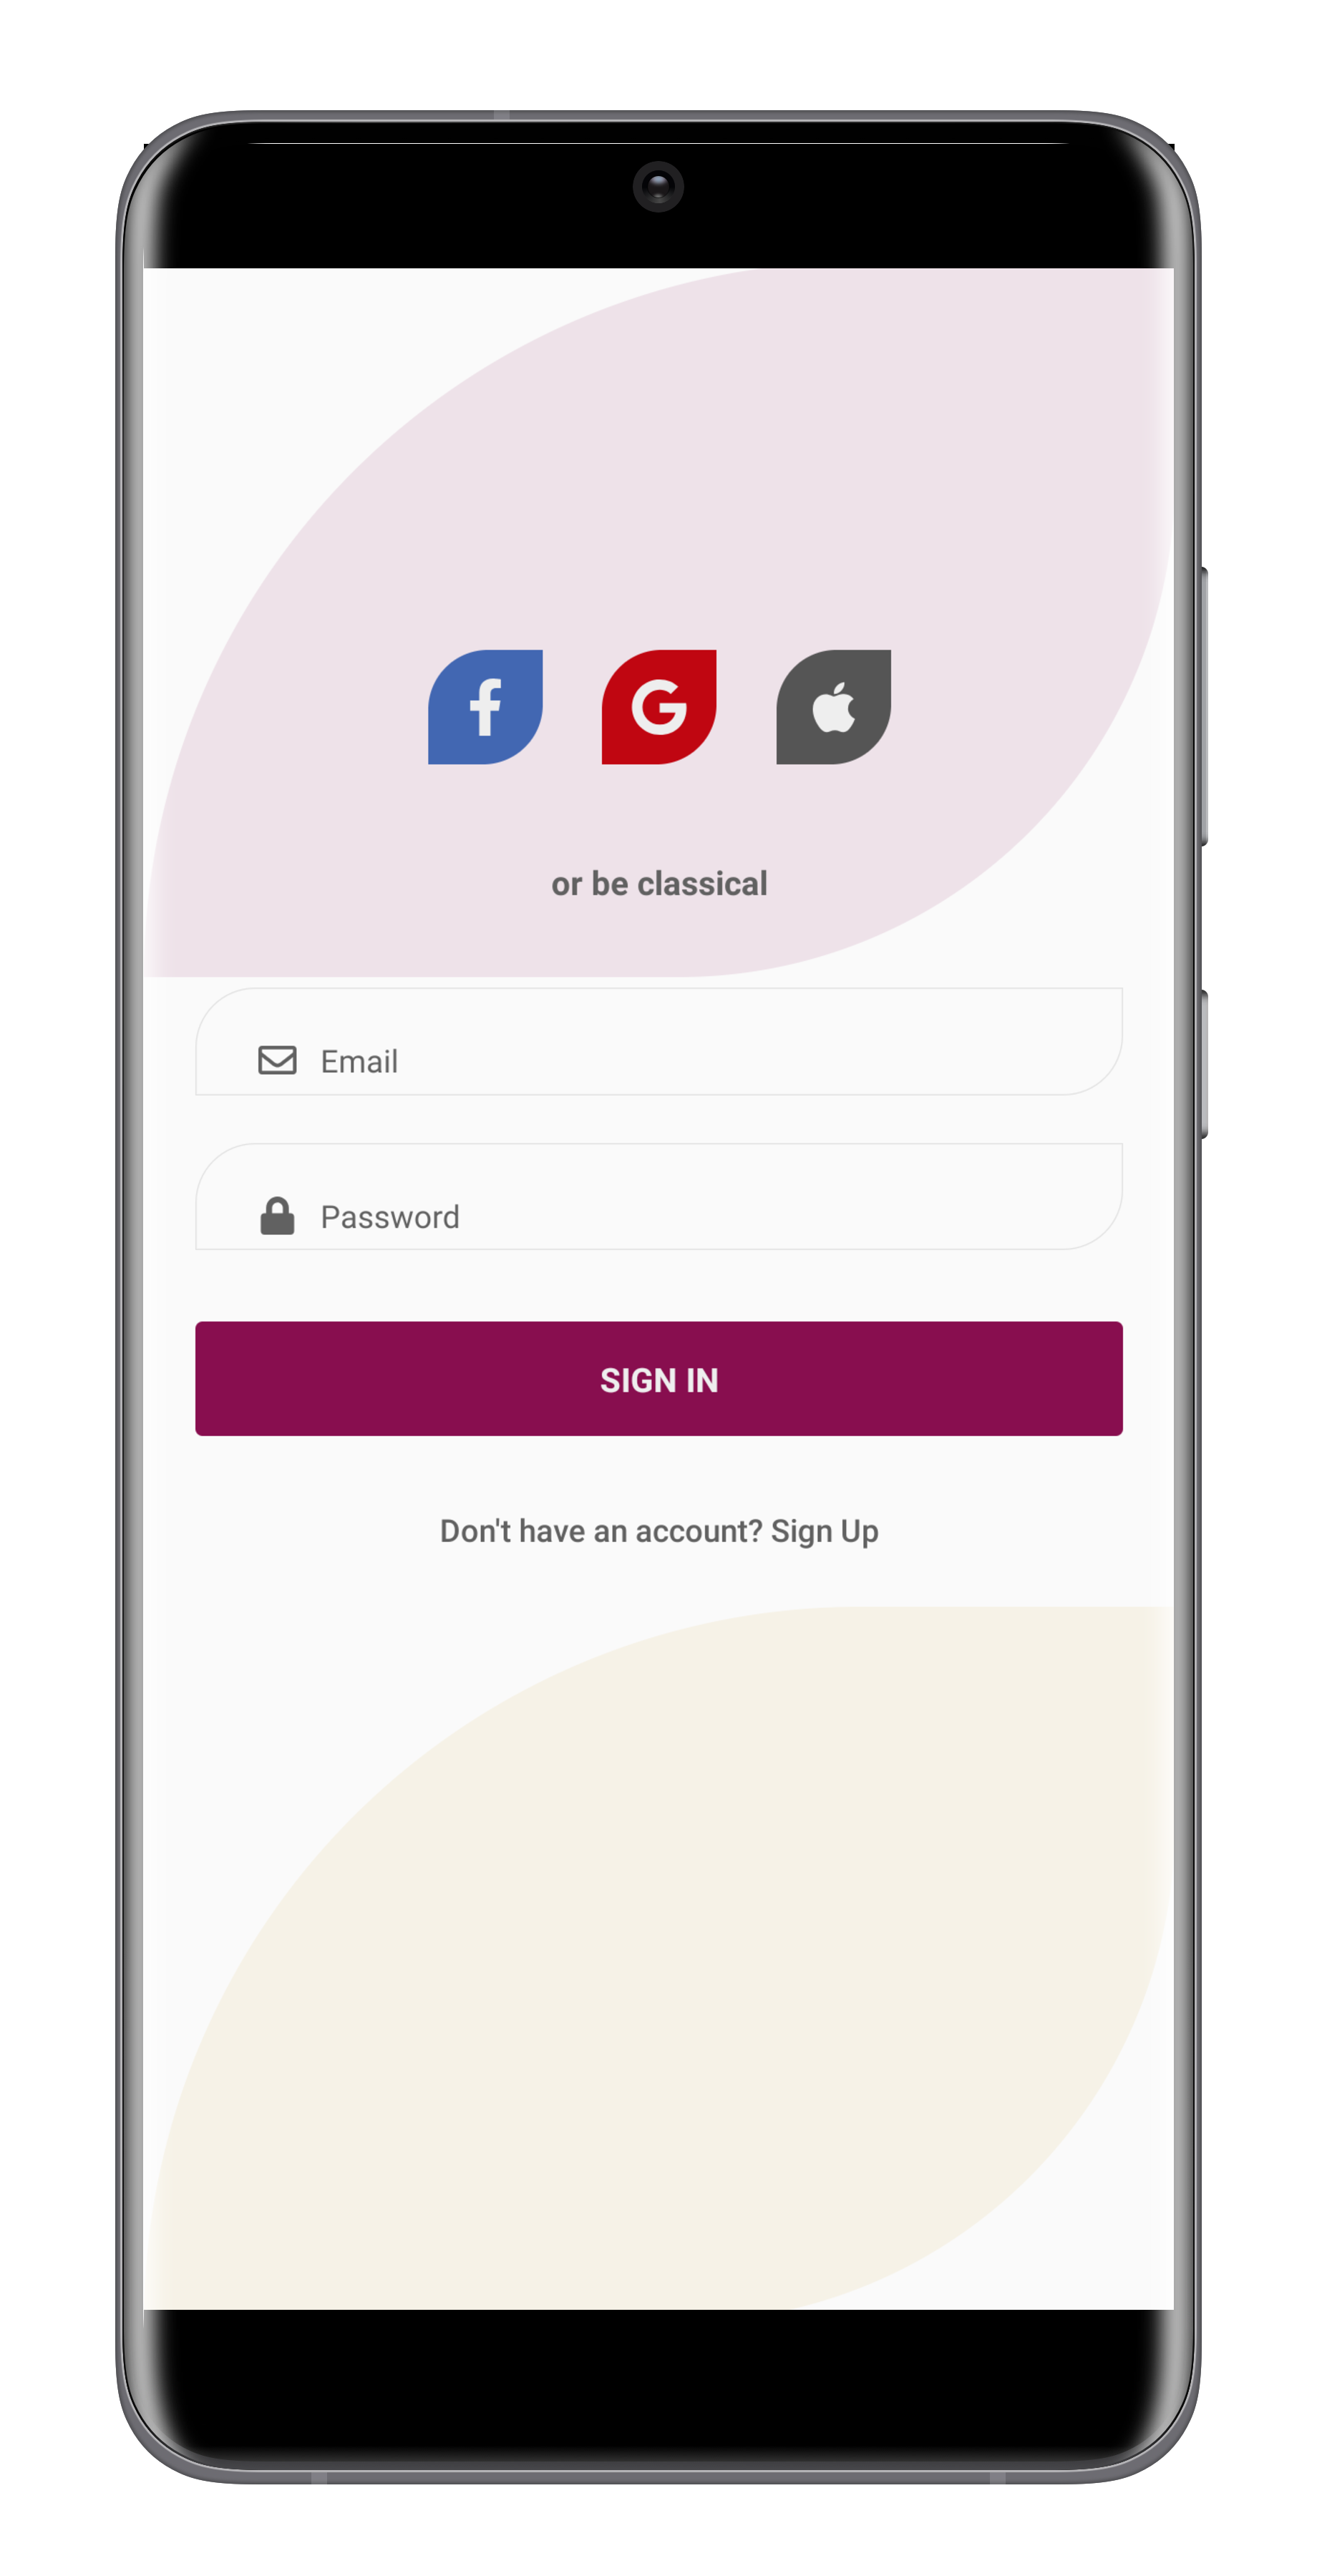 or be classical
Email
Password
SIGN IN
Don't have an account? Sign Up